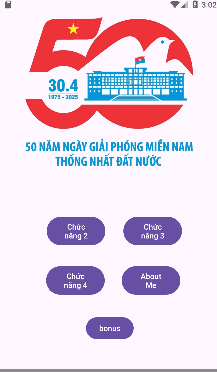 3:02
50
30.4
1975 - 2025
50 NĂM NGÀY GIẢI PHÓNG MIỀN NAM
THỐNG NHẤT ĐẤT NƯỚC
Chức
năng 2
Chức
năng 3
Chức
năng 4
About
Me
bonus